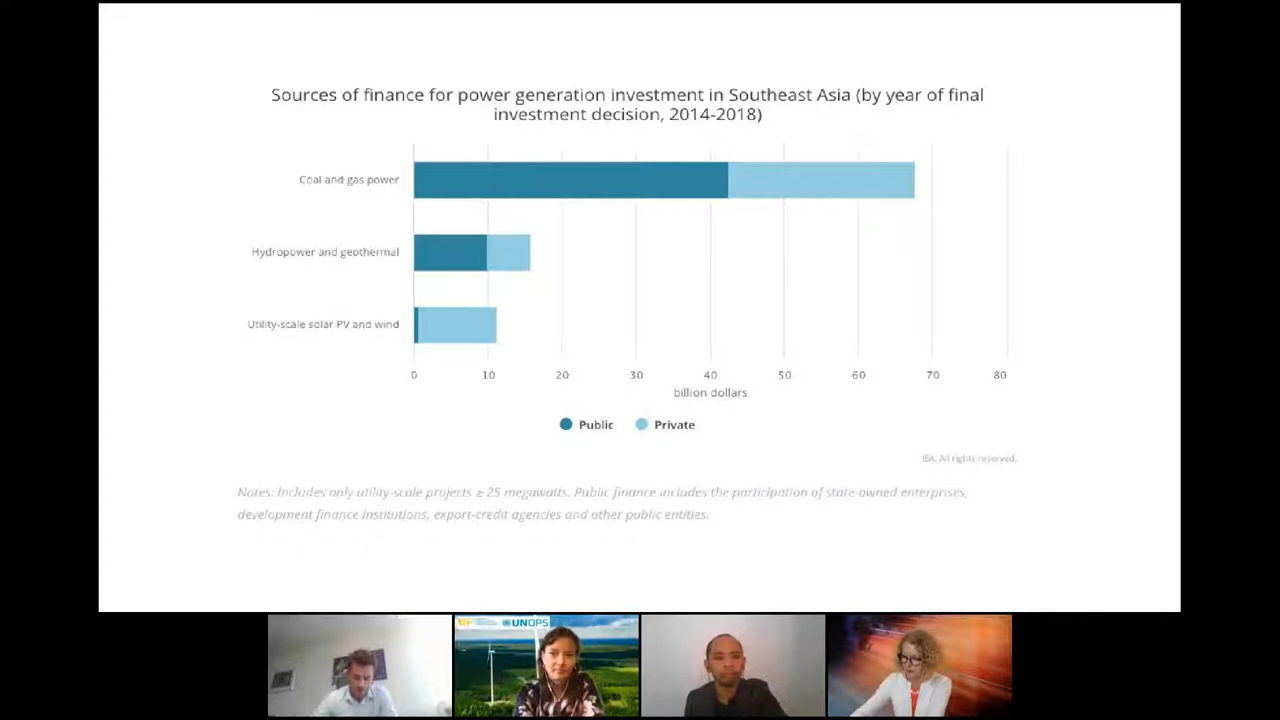 Sources of finance for power generation investment in Southeast Asia (by year of final
investment decision, 2014-2018)
Coal and gas power
Hydropower and geothermal
Utility-scale solar PV and wind
0 10 20 30 40 50 60 70 80
billion dollars
Public Private
IEA. All rights reserved.
Notes: Includes only utility-scale projects ≥ 25 megawatts. Public finance includes the participation of state-owned enterprises,
development finance institutions, export-credit agencies and other public entities.
UNOPS